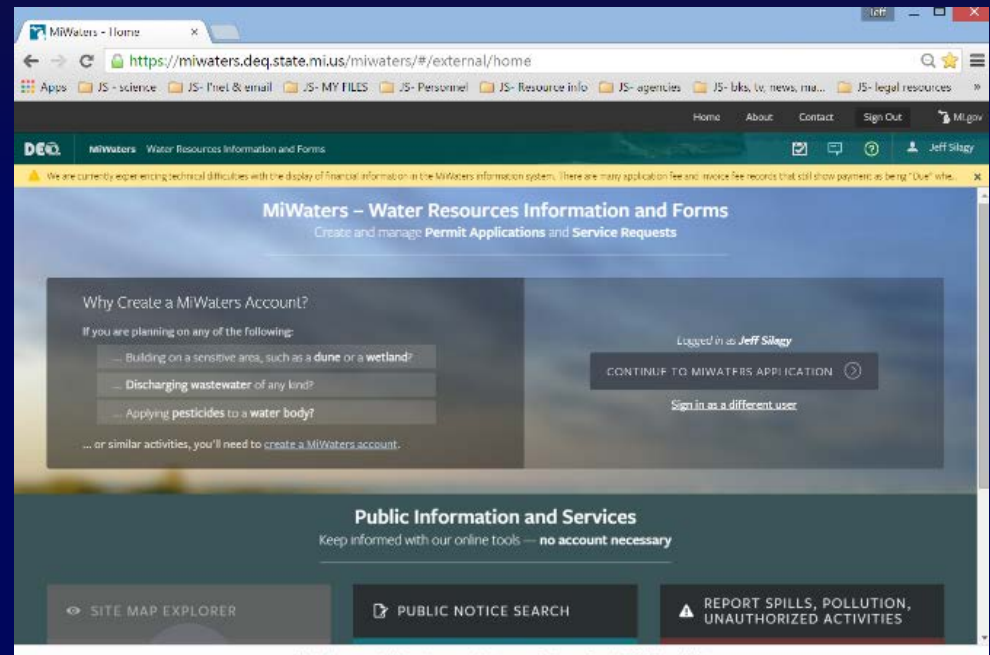 Jeff
MiWaters - Home
https://miwaters.deq.state.mi.us/miwaters/#/external/home
Apps JS - science JS- I'net & email JS- MY FILES JS- Personnel JS- Resource info JS- agencies JS- bks, tv, news, ma... JS- legal resources »
Home About Contact Sign Out MI.gov
DEQ MiWaters Water Resources Information and Forms Jeff Silagy
We are currently experiencing technical difficulties with the display of financial information in the MiWaters information system. There are many application fee and invoice fee records that still show payment as being "Due" whe...
MiWaters – Water Resources Information and Forms
Create and manage Permit Applications and Service Requests
Why Create a MiWaters Account?
If you are planning on any of the following:
... Building on a sensitive area, such as a dune or a wetland?
... Discharging wastewater of any kind?
... Applying pesticides to a water body?
... or similar activities, you'll need to create a MiWaters account.
Logged in as Jeff Silagy
CONTINUE TO MIWATERS APPLICATION
Sign in as a different user
Public Information and Services
Keep informed with our online tools — no account necessary
SITE MAP EXPLORER
PUBLIC NOTICE SEARCH
REPORT SPILLS, POLLUTION,
UNAUTHORIZED ACTIVITIES